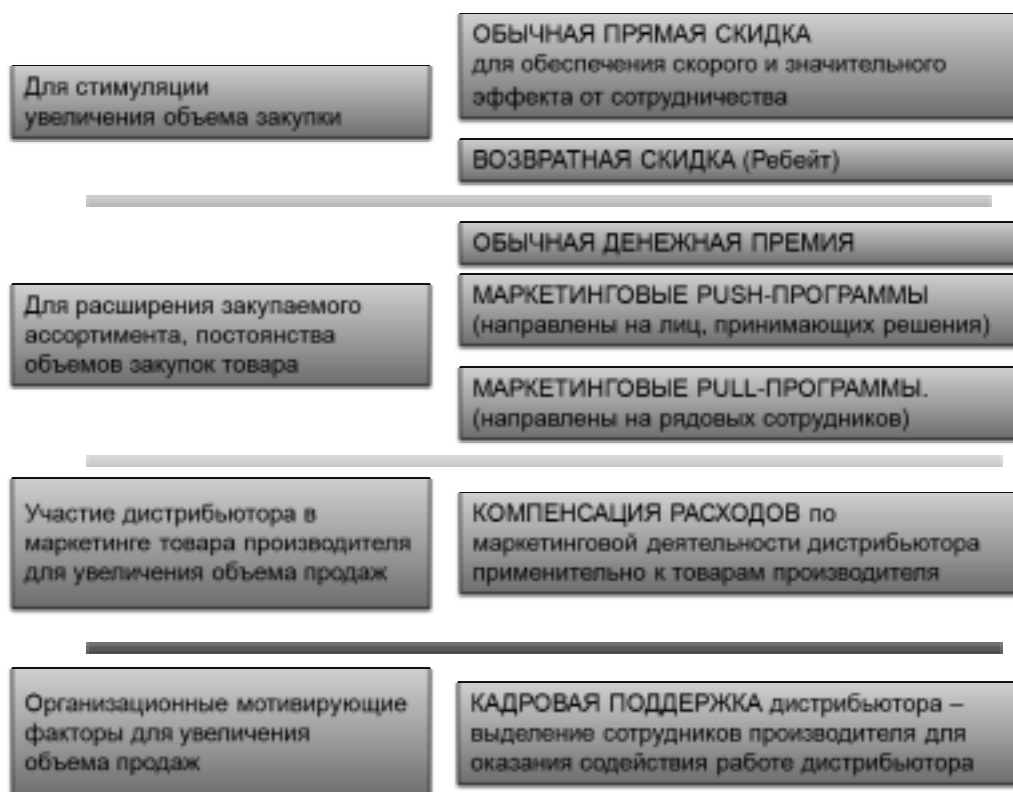 Для стимуляции
увеличения объема закупки
ОБЫЧНАЯ ПРЯМАЯ СКИДКА
для обеспечения скорого и значительного
эффекта от сотрудничества
ВОЗВРАТНАЯ СКИДКА (Ребейт)
Для расширения закупаемого
ассортимента, постоянства
объемов закупок товара
ОБЫЧНАЯ ДЕНЕЖНАЯ ПРЕМИЯ
МАРКЕТИНГОВЫЕ PUSH-ПРОГРАММЫ
(направлены на лиц, принимающих решения)
МАРКЕТИНГОВЫЕ PULL-ПРОГРАММЫ.
(направлены на рядовых сотрудников)
Участие дистрибьютора в
маркетинге товара производителя
для увеличения объема продаж
КОМПЕНСАЦИЯ РАСХОДОВ по
маркетинговой деятельности дистрибьютора
применительно к товарам производителя
Организационные мотивирующие
факторы для увеличения
объема продаж
КАДРОВАЯ ПОДДЕРЖКА дистрибьютора –
выделение сотрудников производителя для
оказания содействия работе дистрибьютора